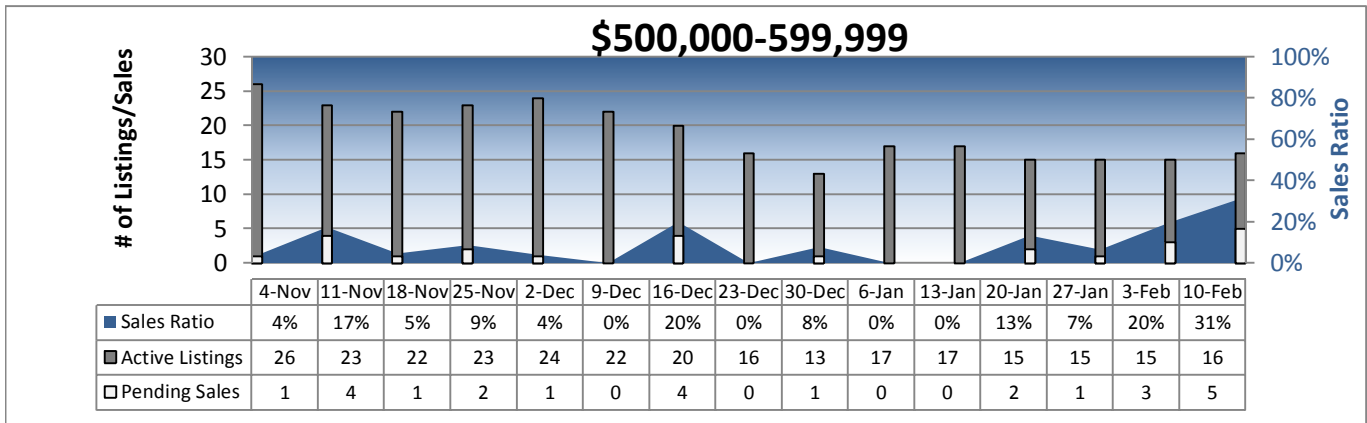 $500,000-599,999
# of Listings/Sales
30
25
20
15
10
5
0
100%
80%
60%
40%
20%
0%
Sales Ratio
4-Nov 11-Nov 18-Nov 25-Nov 2-Dec 9-Dec 16-Dec 23-Dec 30-Dec 6-Jan 13-Jan 20-Jan 27-Jan 3-Feb 10-Feb
Sales Ratio 4% 17% 5% 9% 4% 0% 20% 0% 8% 0% 0% 13% 7% 20% 31%
Active Listings 26 23 22 23 24 22 20 16 13 17 17 15 15 15 16
Pending Sales 1 4 1 2 1 0 4 0 1 0 0 2 1 3 5